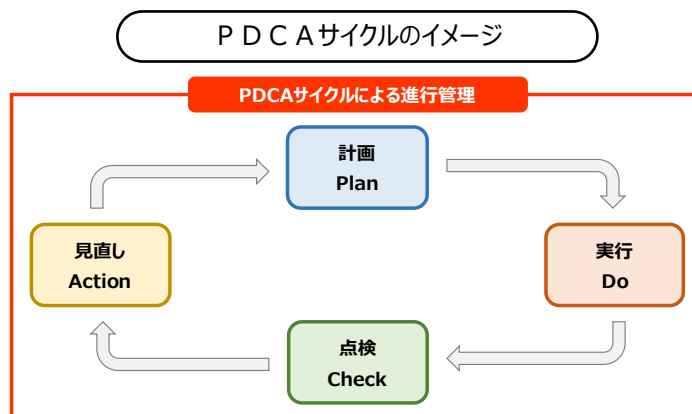 ＰＤＣＡサイクルのイメージ
PDCAサイクルによる進行管理
計画
Plan
見直し
Action
実行
Do
点検
Check